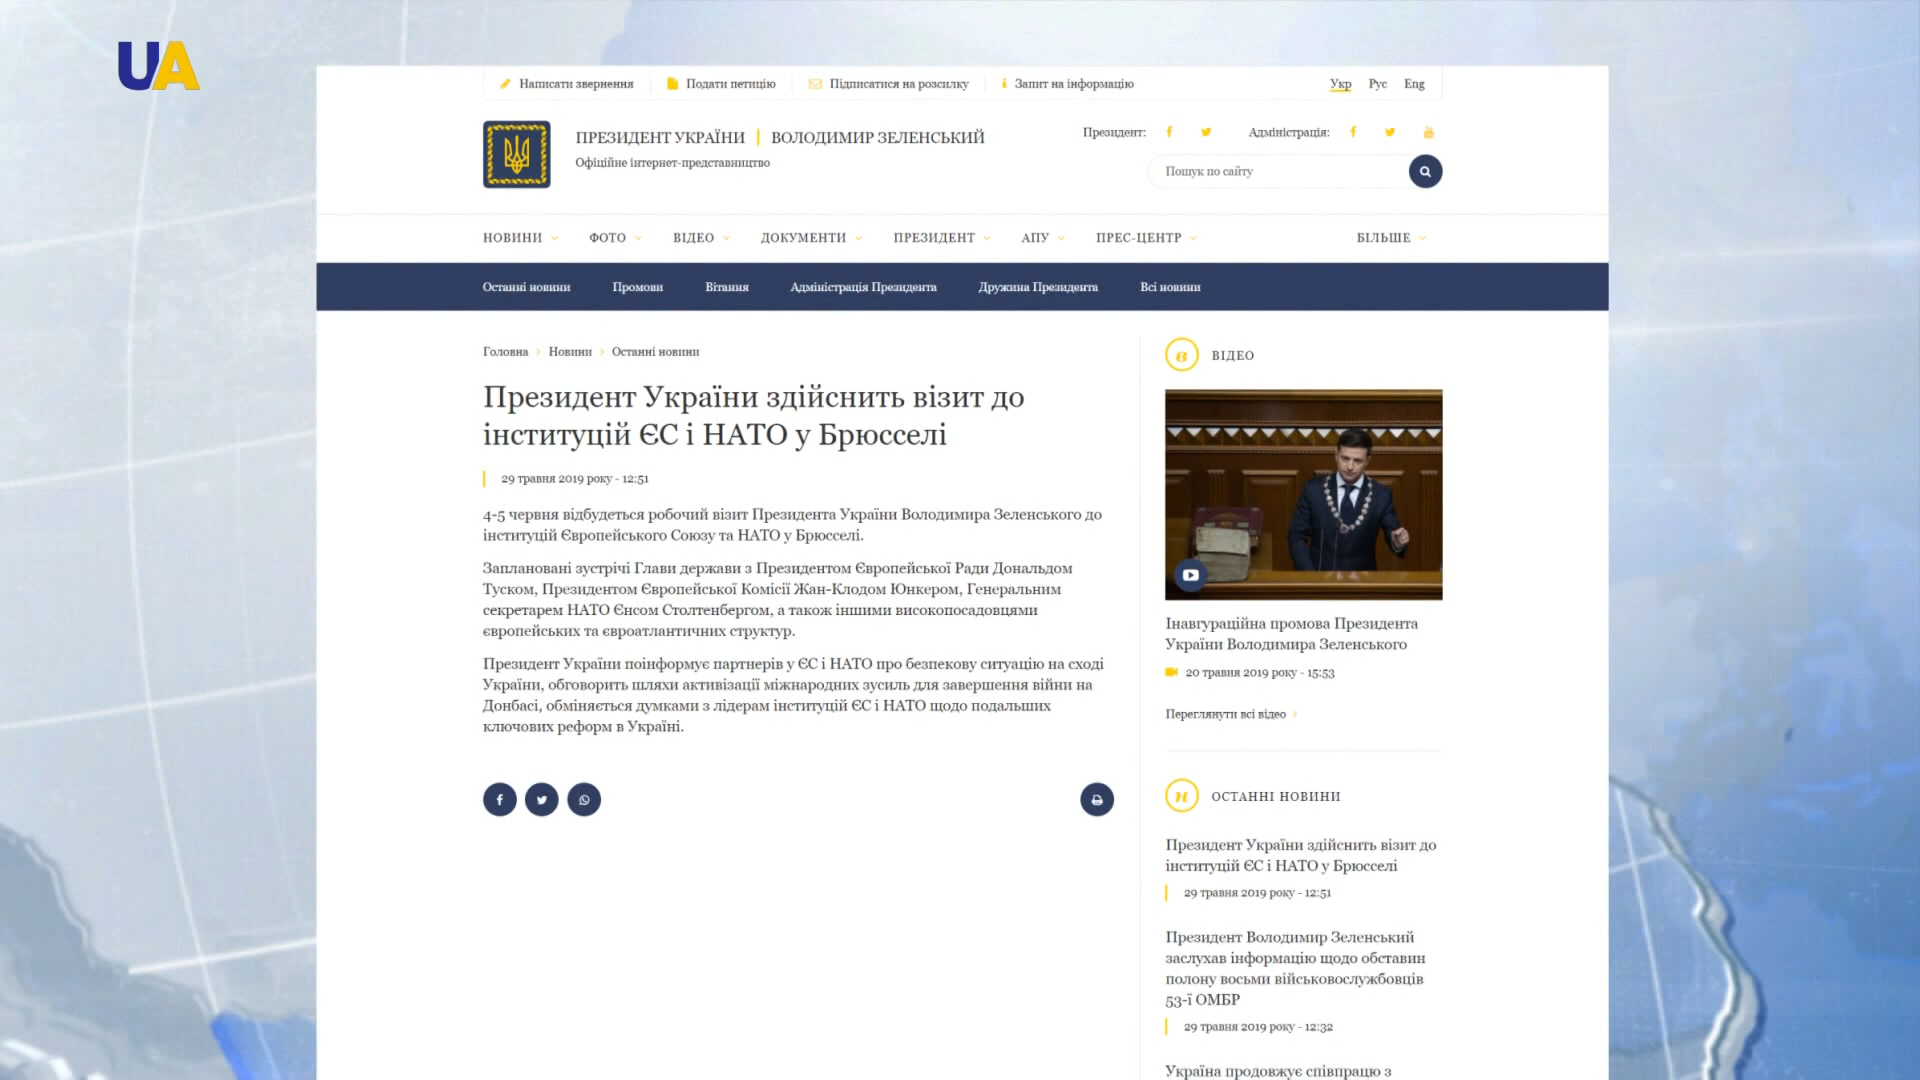 UA
Написати звернення
Подати петицію
Підписатися на розсилку
Запит на інформацію
Укр
Рус
Eng
ПРЕЗИДЕНТ УКРАЇНИ
ВОЛОДИМИР ЗЕЛЕНСЬКИЙ
Офіційне інтернет-представництво
Президент:
Адміністрація:
Пошук по сайту
НОВИНИ
ФОТО
ВІДЕО
ДОКУМЕНТИ
ПРЕЗИДЕНТ
АПУ
ПРЕС-ЦЕНТР
БІЛЬШЕ
Останні новини
Промови
Вітання
Адміністрація Президента
Дружина Президента
Всі новини
Головна
Новини
Останні новини
Президент України здійснить візит до
інституцій ЄС і НАТО у Брюсселі
29 травня 2019 року - 12:51
4-5 червня відбудеться робочий візит Президента України Володимира Зеленського до
інституцій Європейського Союзу та НАТО у Брюсселі.
Заплановані зустрічі Глави держави з Президентом Європейської Ради Дональдом
Туском, Президентом Європейської Комісії Жан-Клодом Юнкером, Генеральним
секретарем НАТО Єнсом Столтенбергом, а також іншими високопосадовцями
європейських та євроатлантичних структур.
Президент України поінформує партнерів у ЄС і НАТО про безпекову ситуацію на сході
України, обговорить шляхи активізації міжнародних зусиль для завершення війни на
Донбасі, обміняється думками з лідерам інституцій ЄС і НАТО щодо подальших
ключових реформ в Україні.
в
ВІДЕО
Інавгураційна промова Президента
України Володимира Зеленського
20 травня 2019 року - 15:53
Переглянути всі відео
н
ОСТАННІ НОВИНИ
Президент України здійснить візит до
інституцій ЄС і НАТО у Брюсселі
29 травня 2019 року - 12:51
Президент Володимир Зеленський
заслухав інформацію щодо обставин
полону восьми військовослужбовців
53-ї ОМБР
29 травня 2019 року - 12:32
Україна продовжує співпрацю з